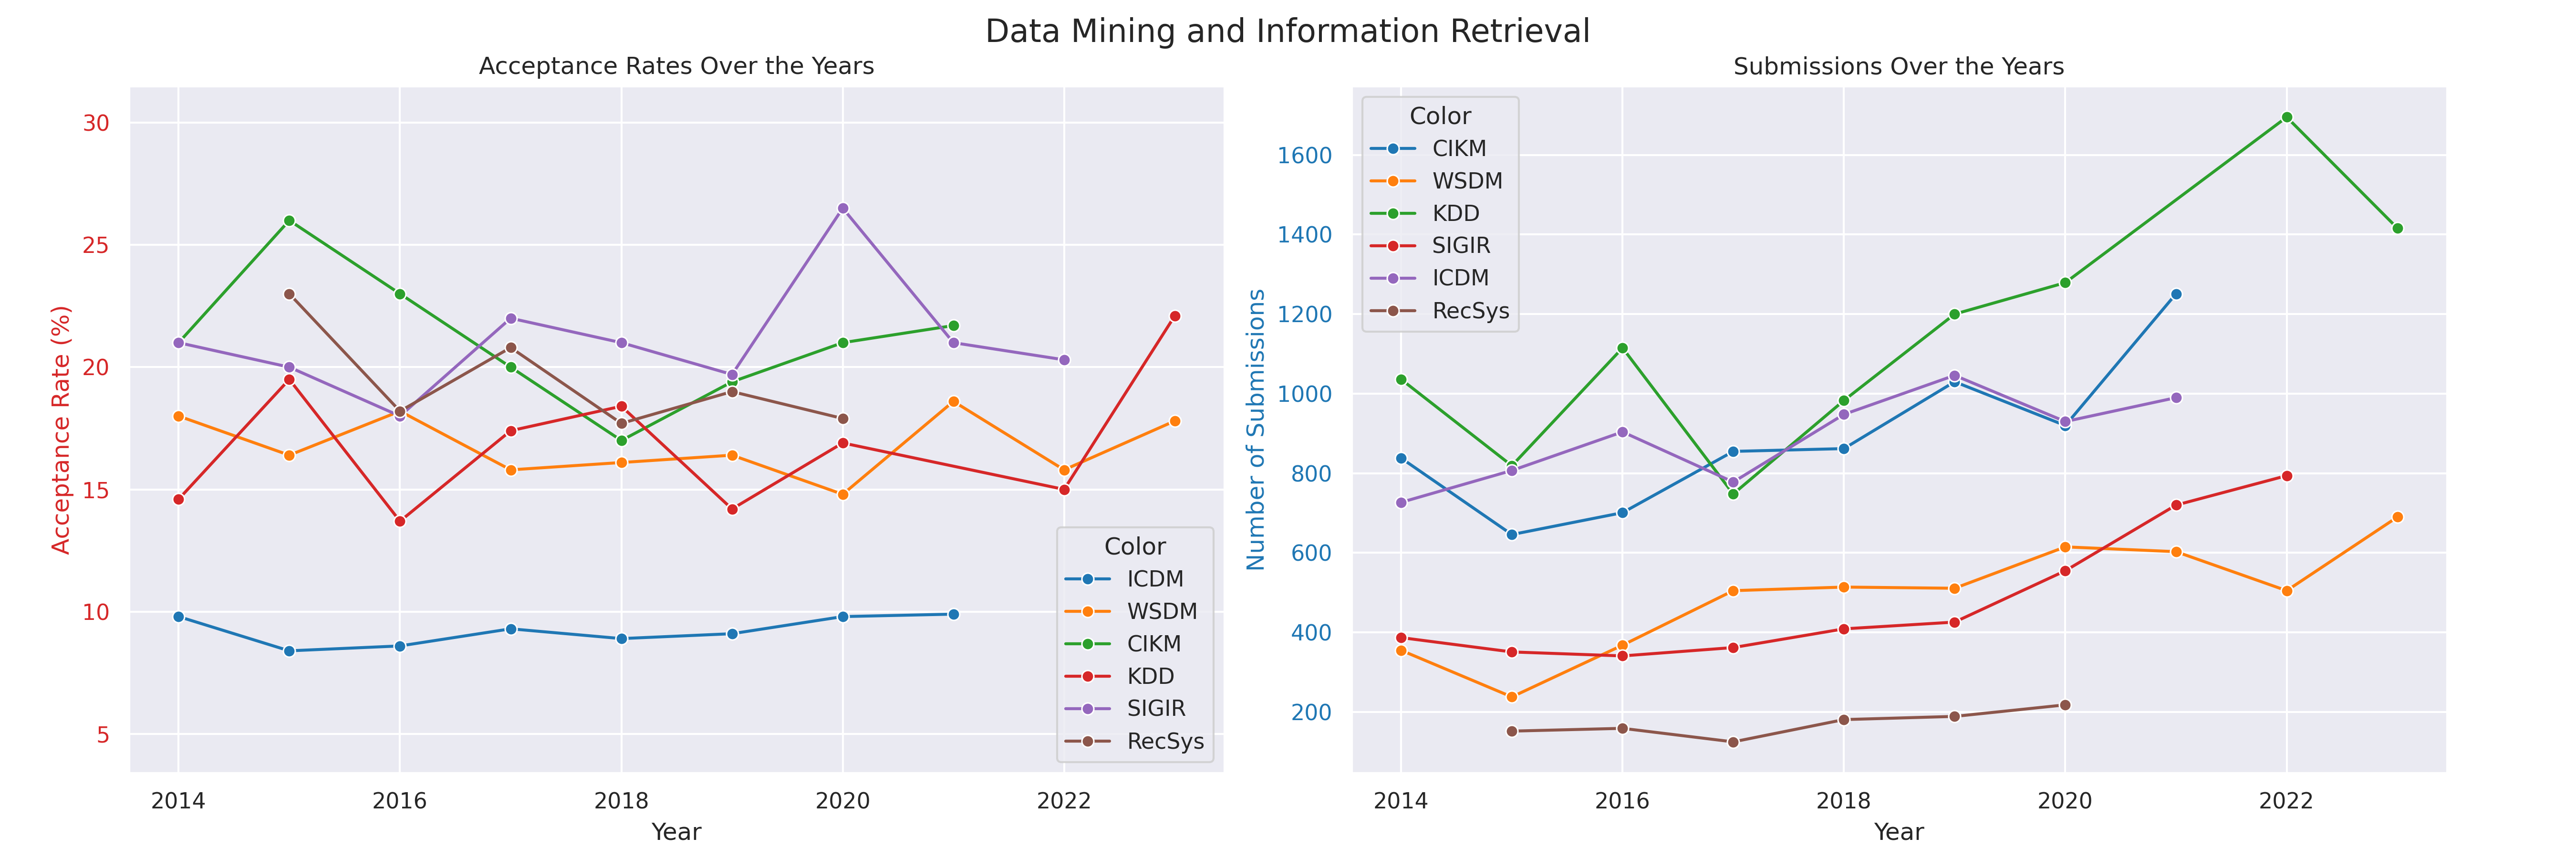 Data Mining and Information Retrieval
Acceptance Rates Over the Years
Acceptance Rate (%)
30
25
20
15
10
5
2014 2016 2018 2020 2022
Year
Color
ICDM
WSDM
CIKM
KDD
SIGIR
RecSys
Submissions Over the Years
Number of Submissions
1600
1400
1200
1000
800
600
400
200
2014 2016 2018 2020 2022
Year
Color
CIKM
WSDM
KDD
SIGIR
ICDM
RecSys